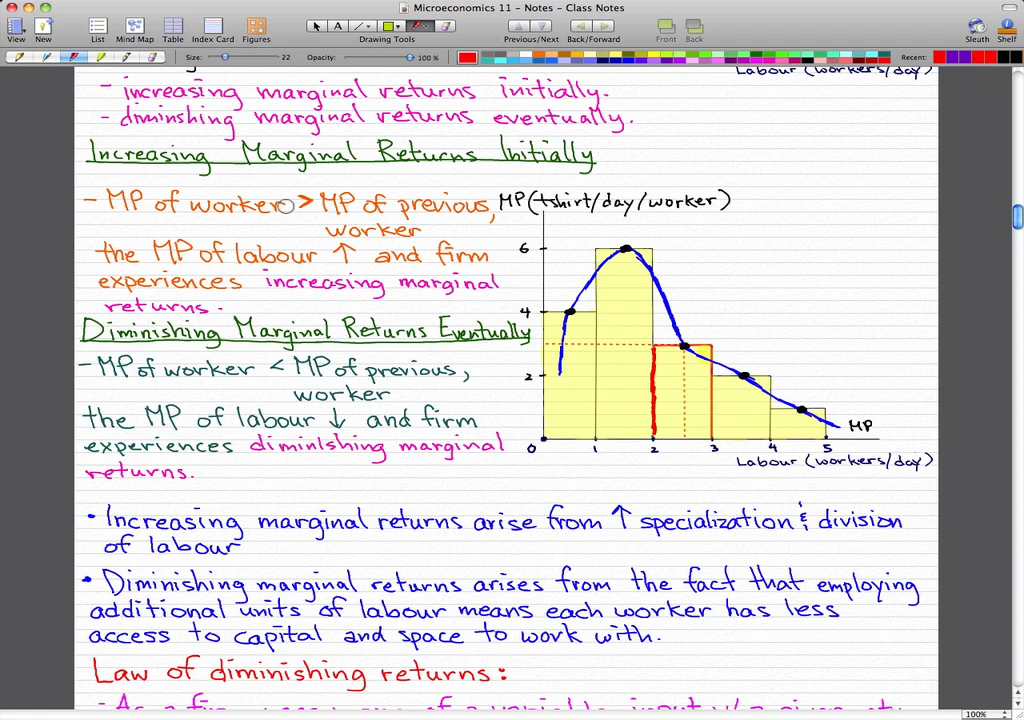 Microeconomics 11 - Notes - Class Notes
View New List Mind Map Table Index Card Figures Drawing Tools Previous/Next Back/Forward Front Back Sleuth Shelf
Size: 22 Opacity: 100 % Recent:
Labour (workers/day)
- increasing marginal returns initially.
- diminshing marginal returns eventually.
Increasing Marginal Returns Initially
- MP of worker > MP of previous,
worker
the MP of labour ↑ and firm
experiences increasing marginal
returns.
Diminishing Marginal Returns Eventually
- MP of worker < MP of previous,
worker
the MP of labour ↓ and firm
experiences diminishing marginal
returns.
MP (tshirt/day/worker)
6
4
2
0 1 2 3 4 5
MP
Labour (workers/day)
• Increasing marginal returns arise from ↑ specialization & division
of labour
• Diminishing marginal returns arises from the fact that employing
additional units of labour means each worker has less
access to capital and space to work with.
Law of diminishing returns:
100%